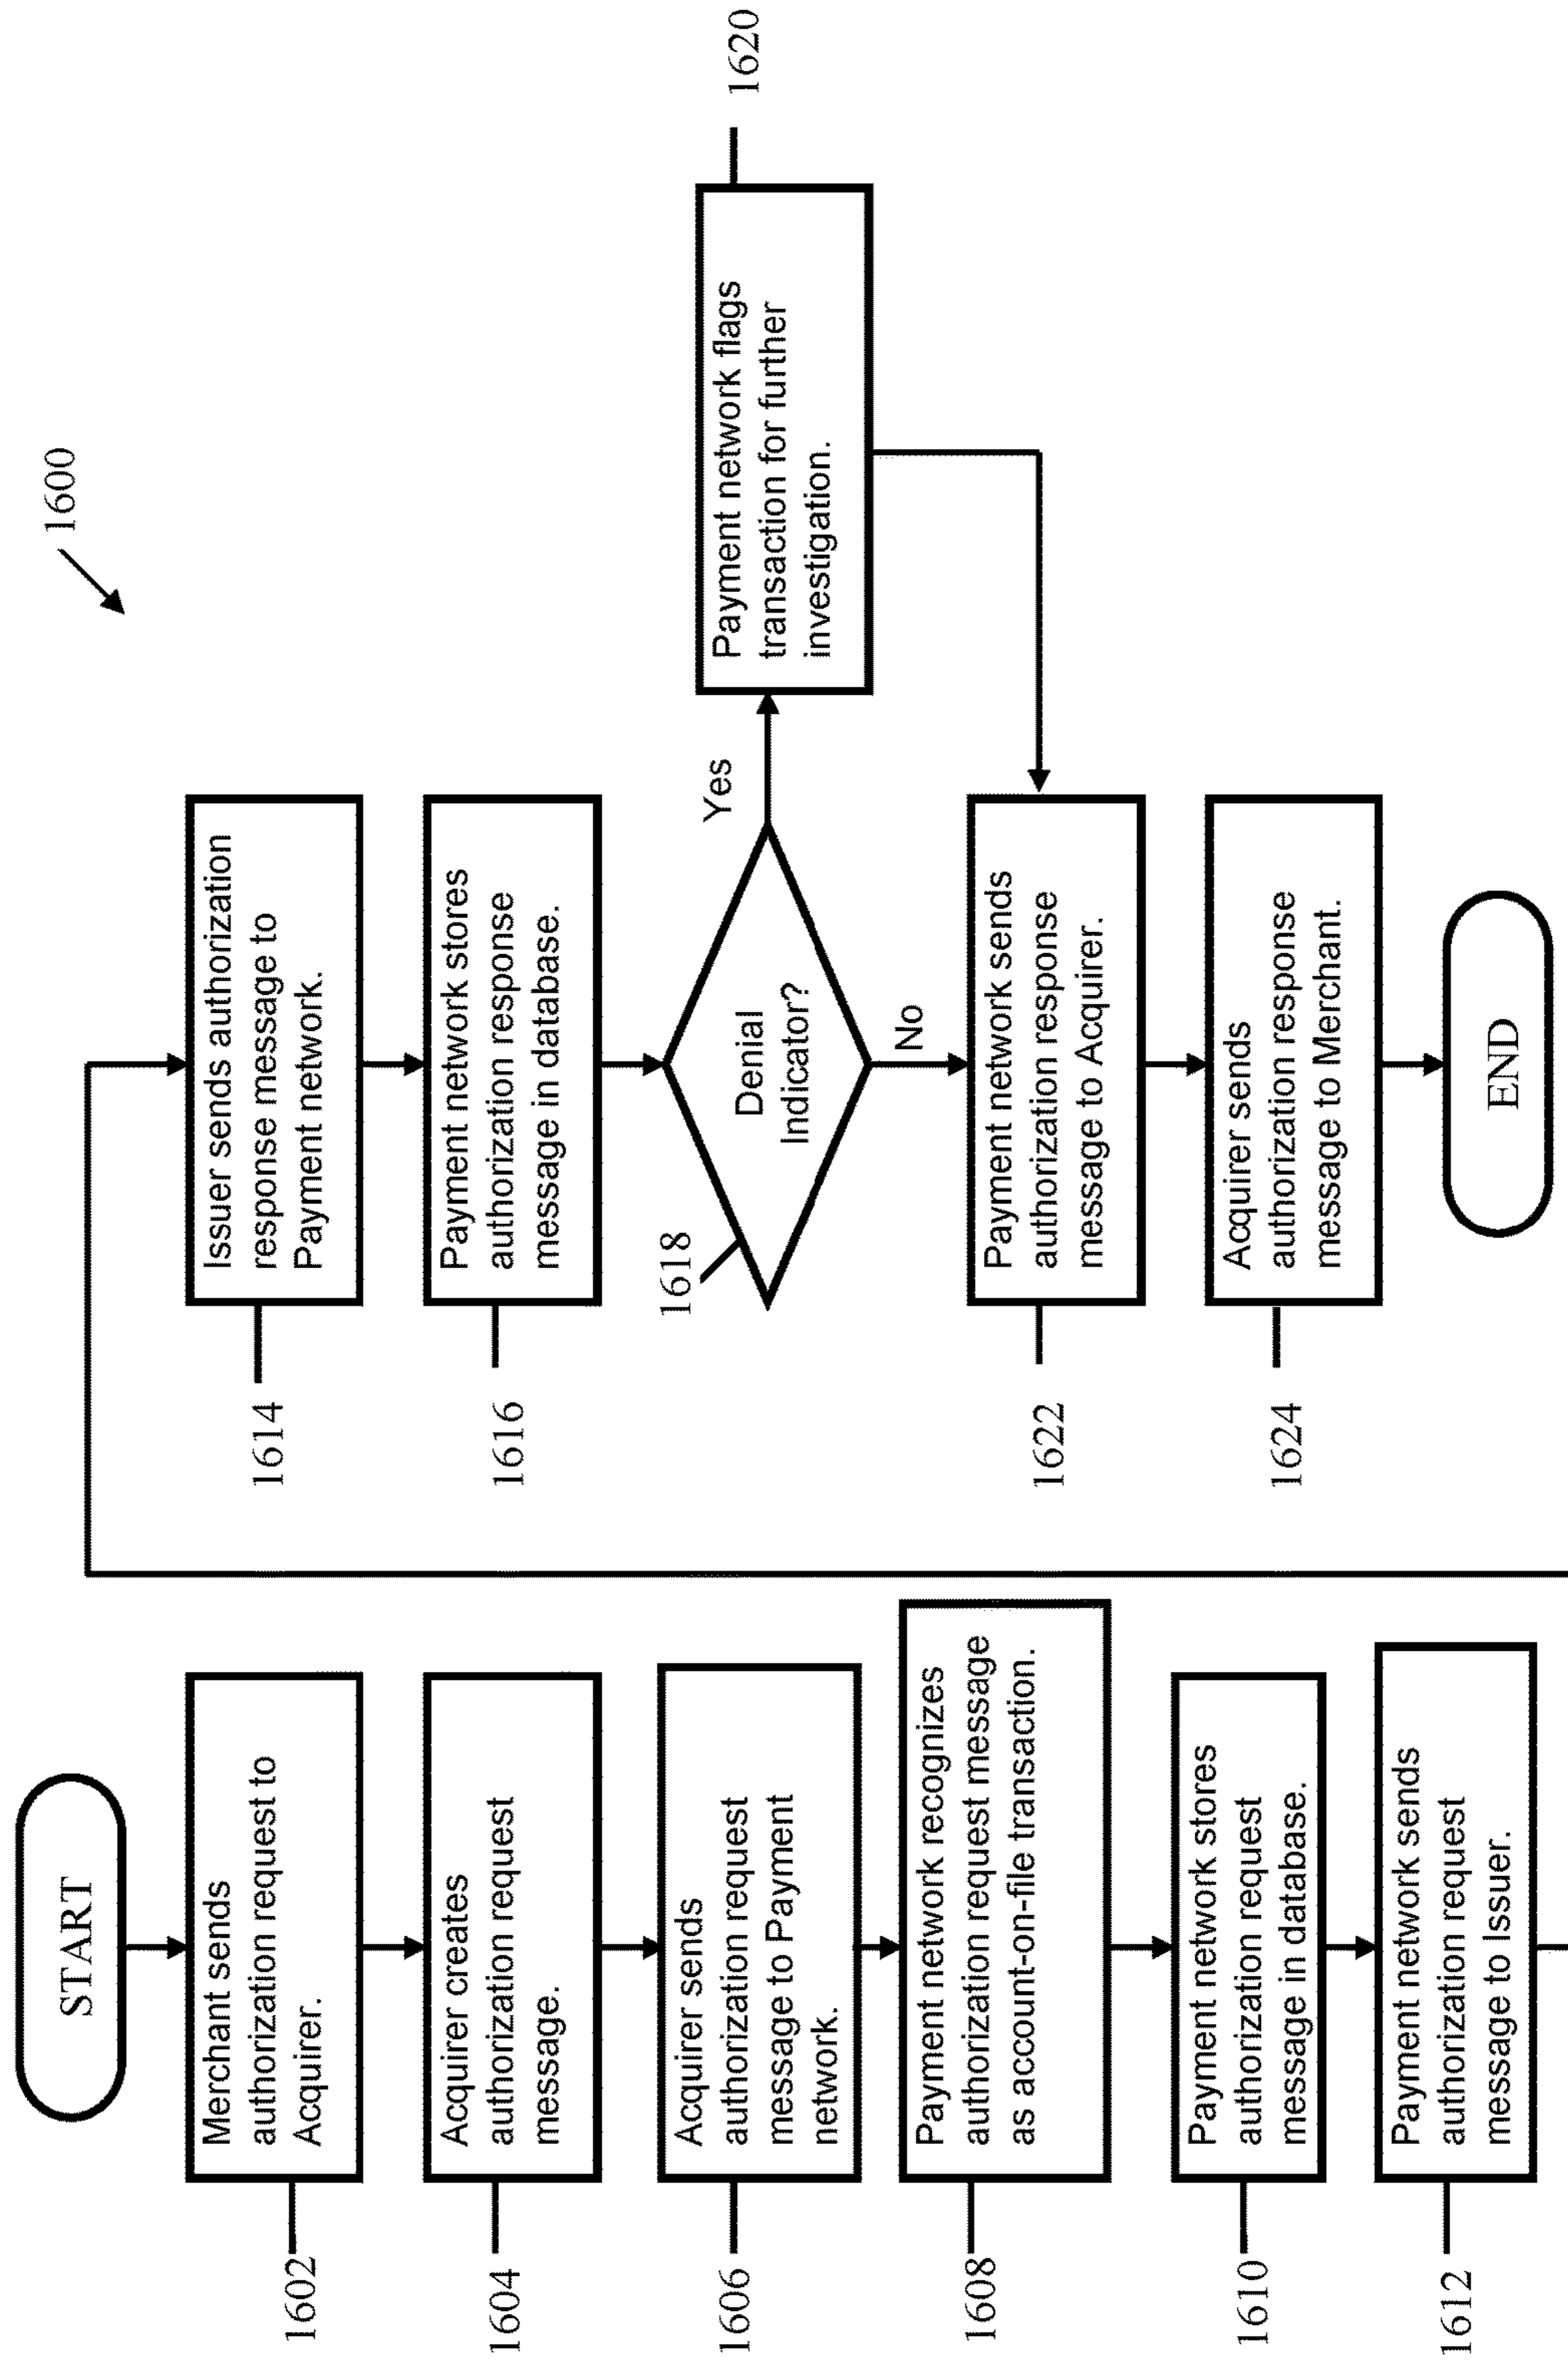 1600
START
1602
Merchant sends
authorization request to
Acquirer.
1604
Acquirer creates
authorization request
message.
1606
Acquirer sends
authorization request
message to Payment
network.
1608
Payment network recognizes
authorization request message
as account-on-file transaction.
1610
Payment network stores
authorization request
message in database.
1612
Payment network sends
authorization request
message to Issuer.
1614
Issuer sends authorization
response message to
Payment network.
1616
Payment network stores
authorization response
message in database.
1618
Denial
Indicator?
Yes
No
1620
Payment network flags
transaction for further
investigation.
1622
Payment network sends
authorization response
message to Acquirer.
1624
Acquirer sends
authorization response
message to Merchant.
END